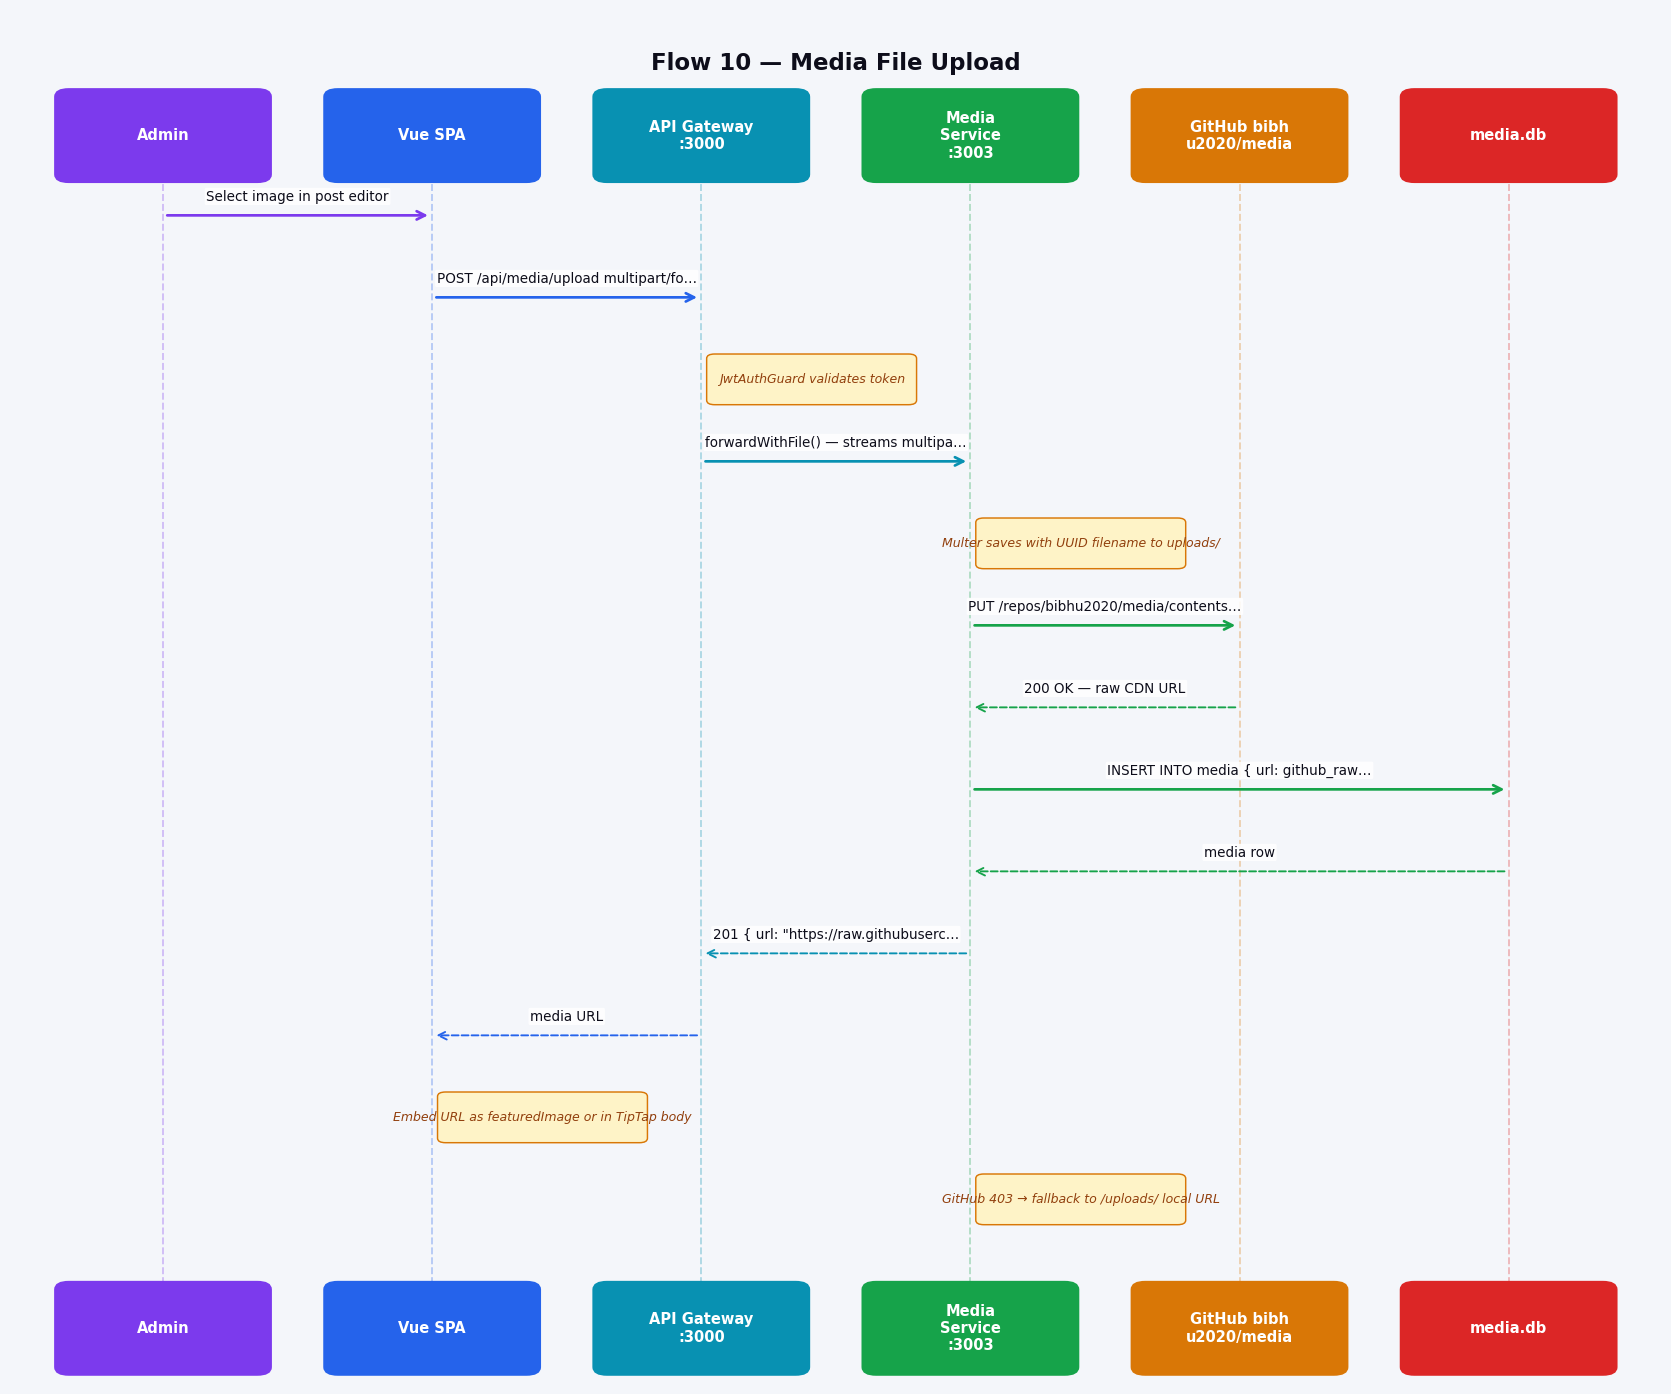 Flow 10 — Media File Upload
Admin
Vue SPA
API Gateway
:3000
Media
Service
:3003
GitHub bibh
u2020/media
media.db
Select image in post editor
POST /api/media/upload multipart/fo...
JwtAuthGuard validates token
forwardWithFile() — streams multipa...
Multer saves with UUID filename to uploads/
PUT /repos/bibhu2020/media/contents...
200 OK — raw CDN URL
INSERT INTO media { url: github_raw...
media row
201 { url: "https://raw.githubuserc...
media URL
Embed URL as featuredImage or in TipTap body
GitHub 403 → fallback to /uploads/ local URL
Admin
Vue SPA
API Gateway
:3000
Media
Service
:3003
GitHub bibh
u2020/media
media.db